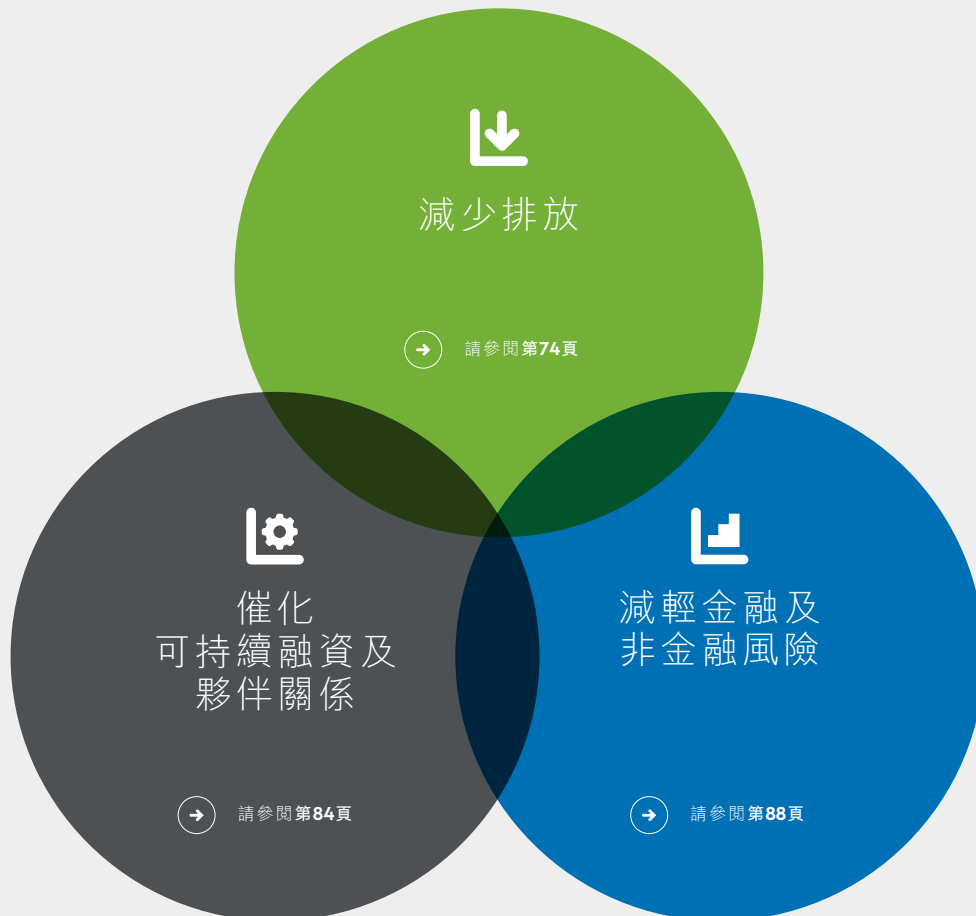 減少排放
請參閱第74頁
催化
可持續融資及
夥伴關係
請參閱第84頁
減輕金融及
非金融風險
請參閱第88頁